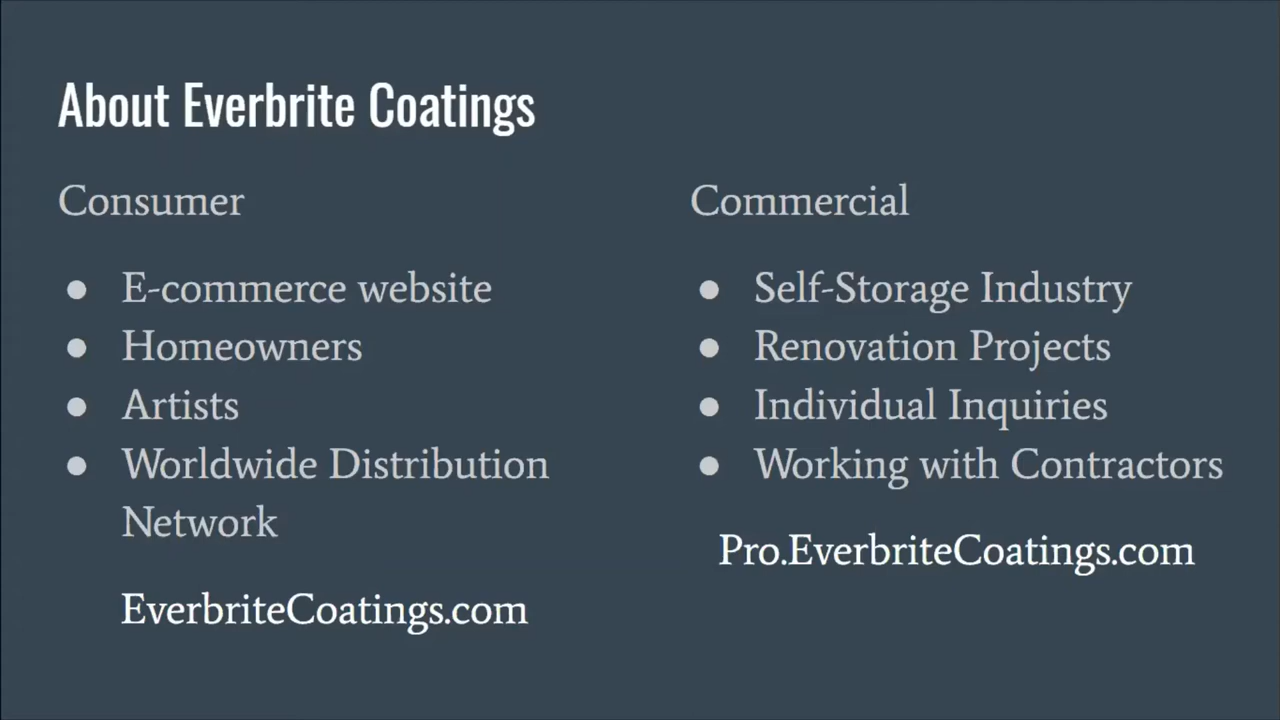 About Everbrite Coatings
Consumer
● E-commerce website
● Homeowners
● Artists
● Worldwide Distribution
Network
EverbriteCoatings.com
Commercial
● Self-Storage Industry
● Renovation Projects
● Individual Inquiries
● Working with Contractors
Pro.EverbriteCoatings.com